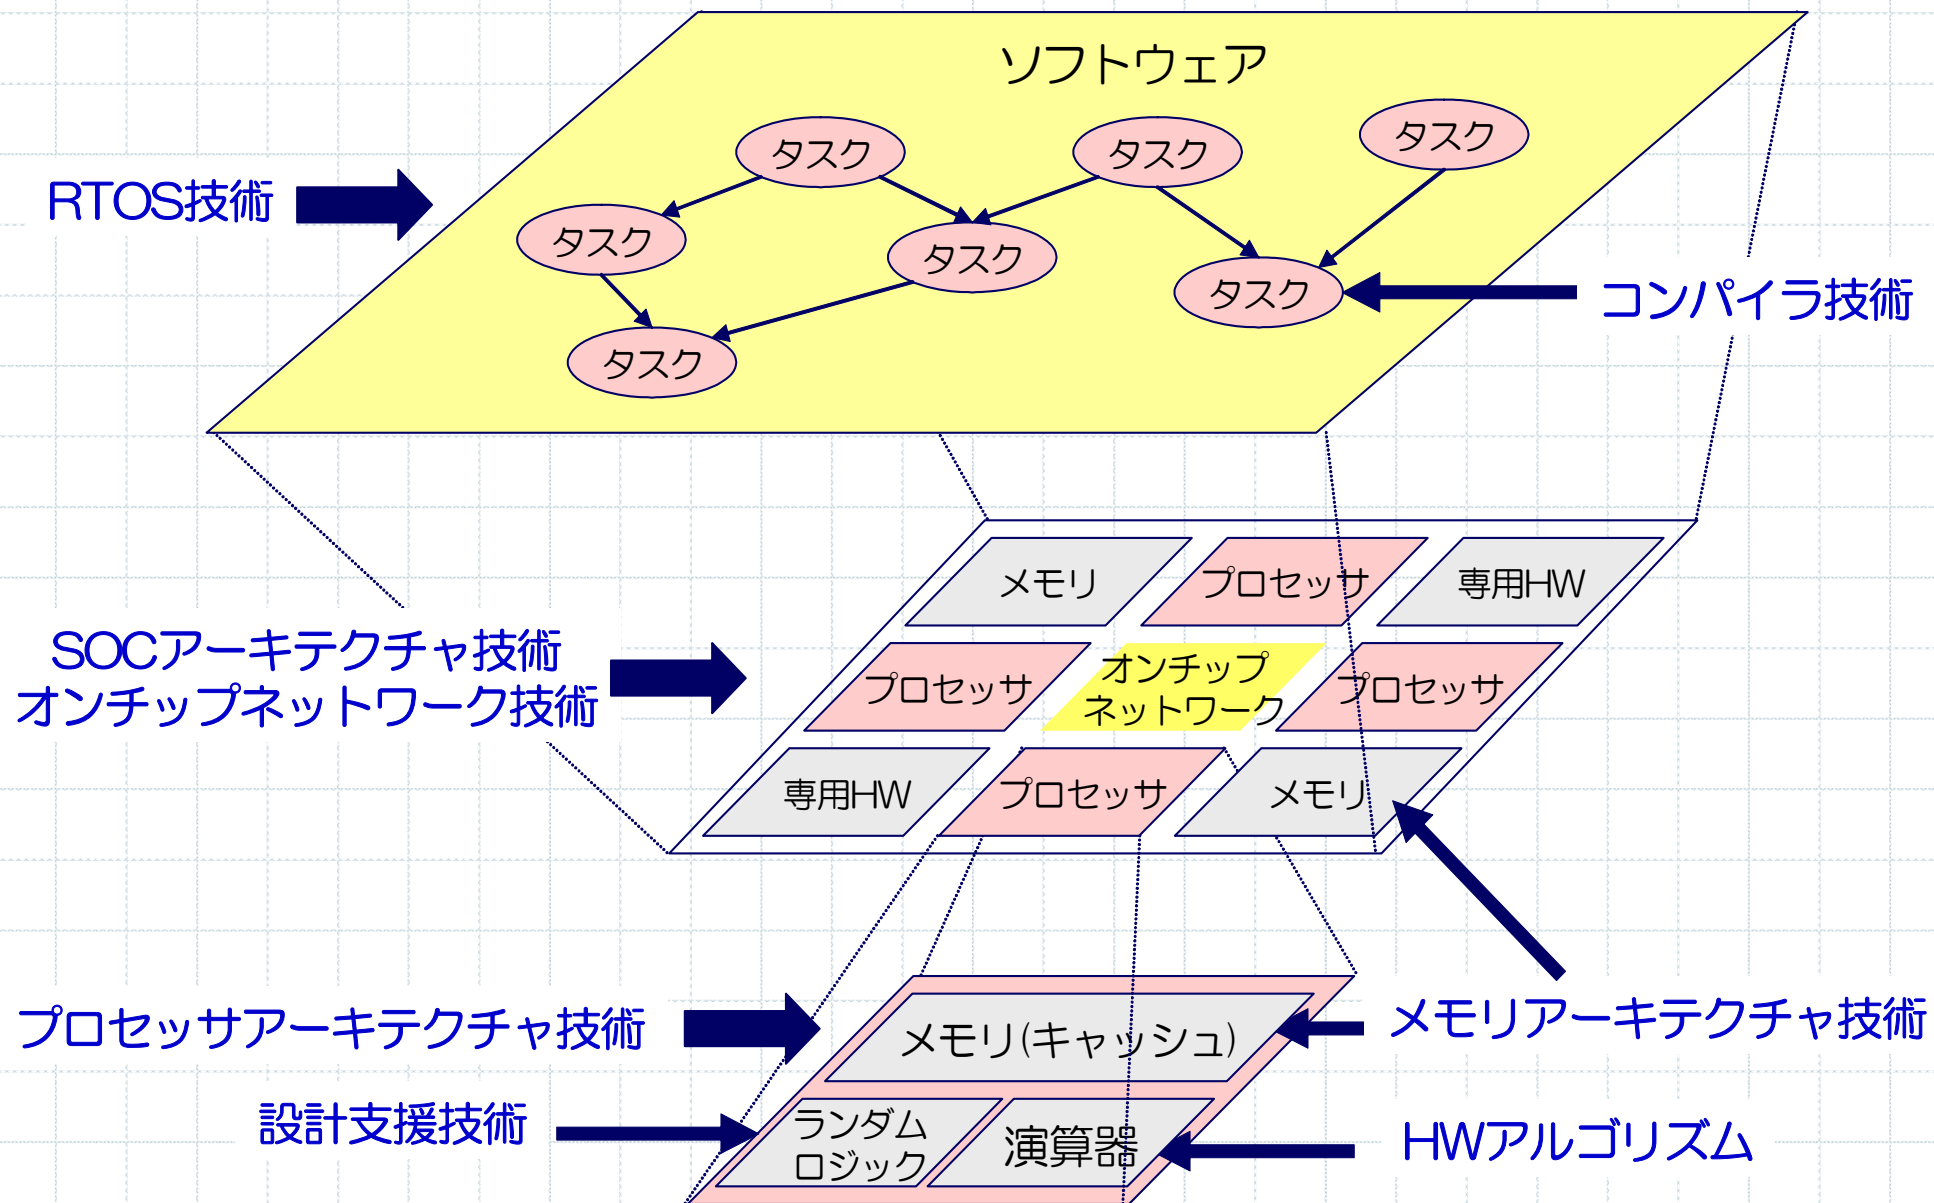 ソフトウェア
タスク
タスク
タスク
RTOS技術
タスク
タスク
タスク
コンパイラ技術
タスク
メモリ
プロセッサ
専用HW
SOCアーキテクチャ技術
オンチップネットワーク技術
プロセッサ
オンチップ
ネットワーク
プロセッサ
専用HW
プロセッサ
メモリ
プロセッサアーキテクチャ技術
メモリ(キャッシュ)
メモリアーキテクチャ技術
設計支援技術
ランダム
ロジック
演算器
HWアルゴリズム